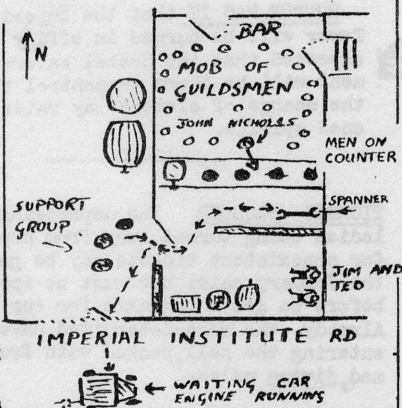 BAR
N
MOB OF
GUILDSMEN
JOHN NICHOLLS
MEN ON
COUNTER
SPANNER
SUPPORT
GROUP
JIM AND
TED
IMPERIAL INSTITUTE RD
WAITING CAR
ENGINE RUNNING